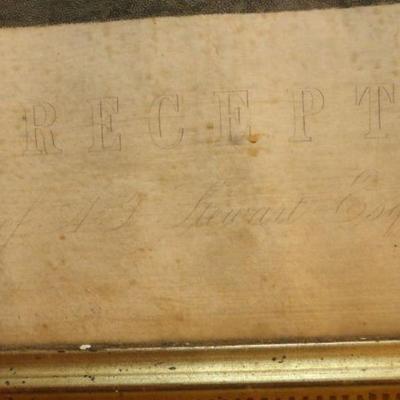 RECEPT
of A T Stewart Esq